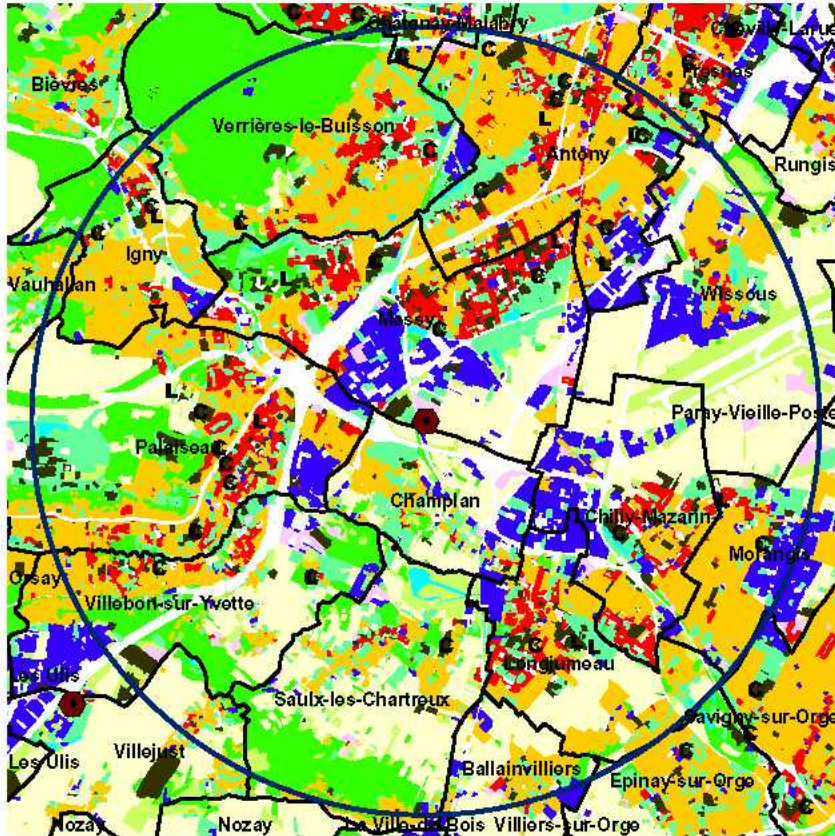 Chatenay-Malabry
Chevilly-Larue
Fresnes
Bièvres
Verrières-le-Buisson
Antony
Rungis
Igny
Vauhallan
Massy
Wissous
Paray-Vieille-Poste
Palaiseau
Champlan
Chilly-Mazarin
Morangis
Orsay
Villebon-sur-Yvette
Les Ulis
Longjumeau
Saulx-les-Chartreux
Savigny-sur-Orge
Villejust
Les Ulis
Ballainvilliers
Epinay-sur-Orge
Nozay
Nozay
La Ville-du-Bois
Villiers-sur-Orge
C
C
C
C
C
C
L
C
L
C
C
C
L
C
C
L
C
L
L
C
C
L
C
L
C
C
C
C
C
L
C
C
C
C
L
L
C
C
C
C